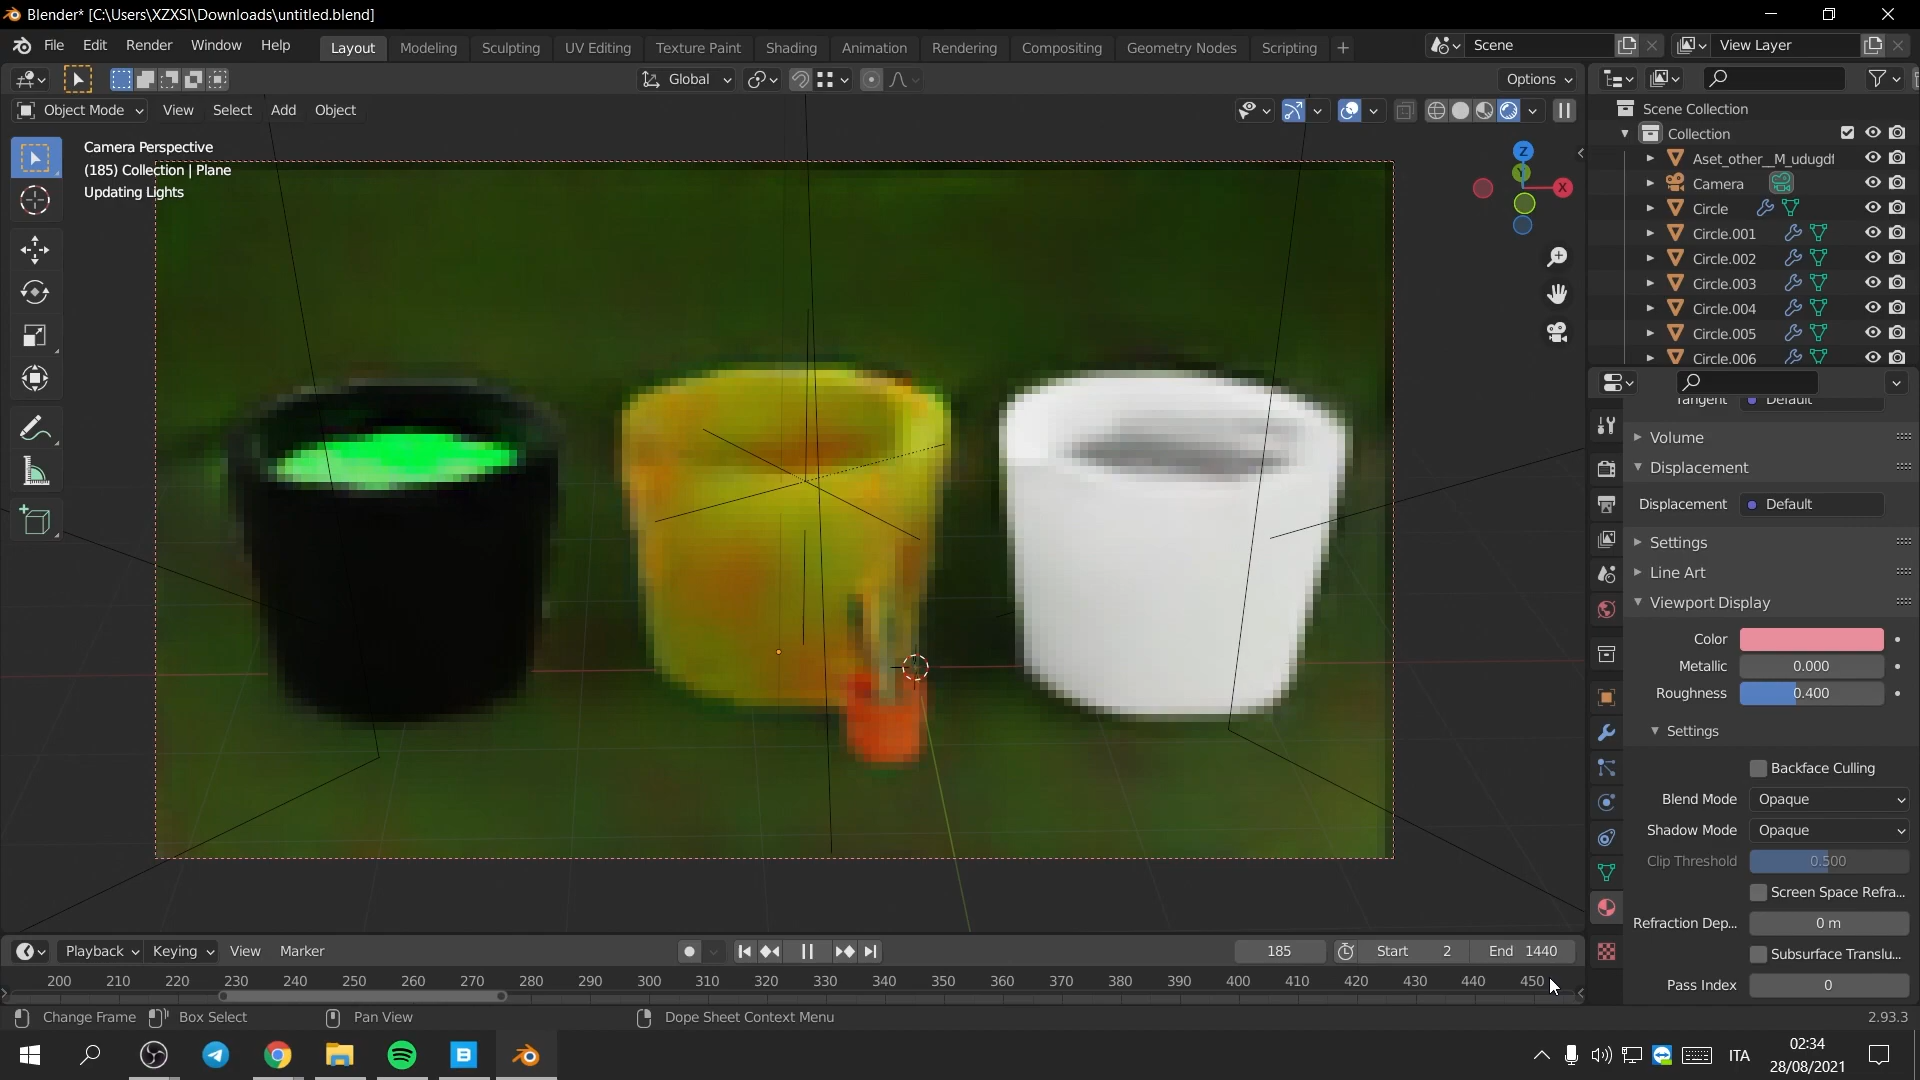 Blender* [C:\Users\XZXSI\Downloads\untitled.blend]
File Edit Render Window Help
Layout Modeling Sculpting UV Editing Texture Paint Shading Animation Rendering Compositing Geometry Nodes Scripting +
Scene
View Layer
Global
Options
Object Mode View Select Add Object
Camera Perspective
(185) Collection | Plane
Updating Lights
Z
Y
X
Scene Collection
Collection
Aset_other__M_udugdl
Camera
Circle
Circle.001
Circle.002
Circle.003
Circle.004
Circle.005
Circle.006
Tangent Default
Volume
Displacement
Displacement Default
Settings
Line Art
Viewport Display
Color
Metallic 0.000
Roughness 0.400
Settings
Backface Culling
Blend Mode Opaque
Shadow Mode Opaque
Clip Threshold 0.500
Screen Space Refra...
Refraction Dep... 0 m
Subsurface Translu...
Pass Index 0
Playback Keying View Marker
185 Start 2 End 1440
200 210 220 230 240 250 260 270 280 290 300 310 320 330 340 350 360 370 380 390 400 410 420 430 440 450
Change Frame Box Select Pan View Dope Sheet Context Menu 2.93.3
ITA
02:34
28/08/2021